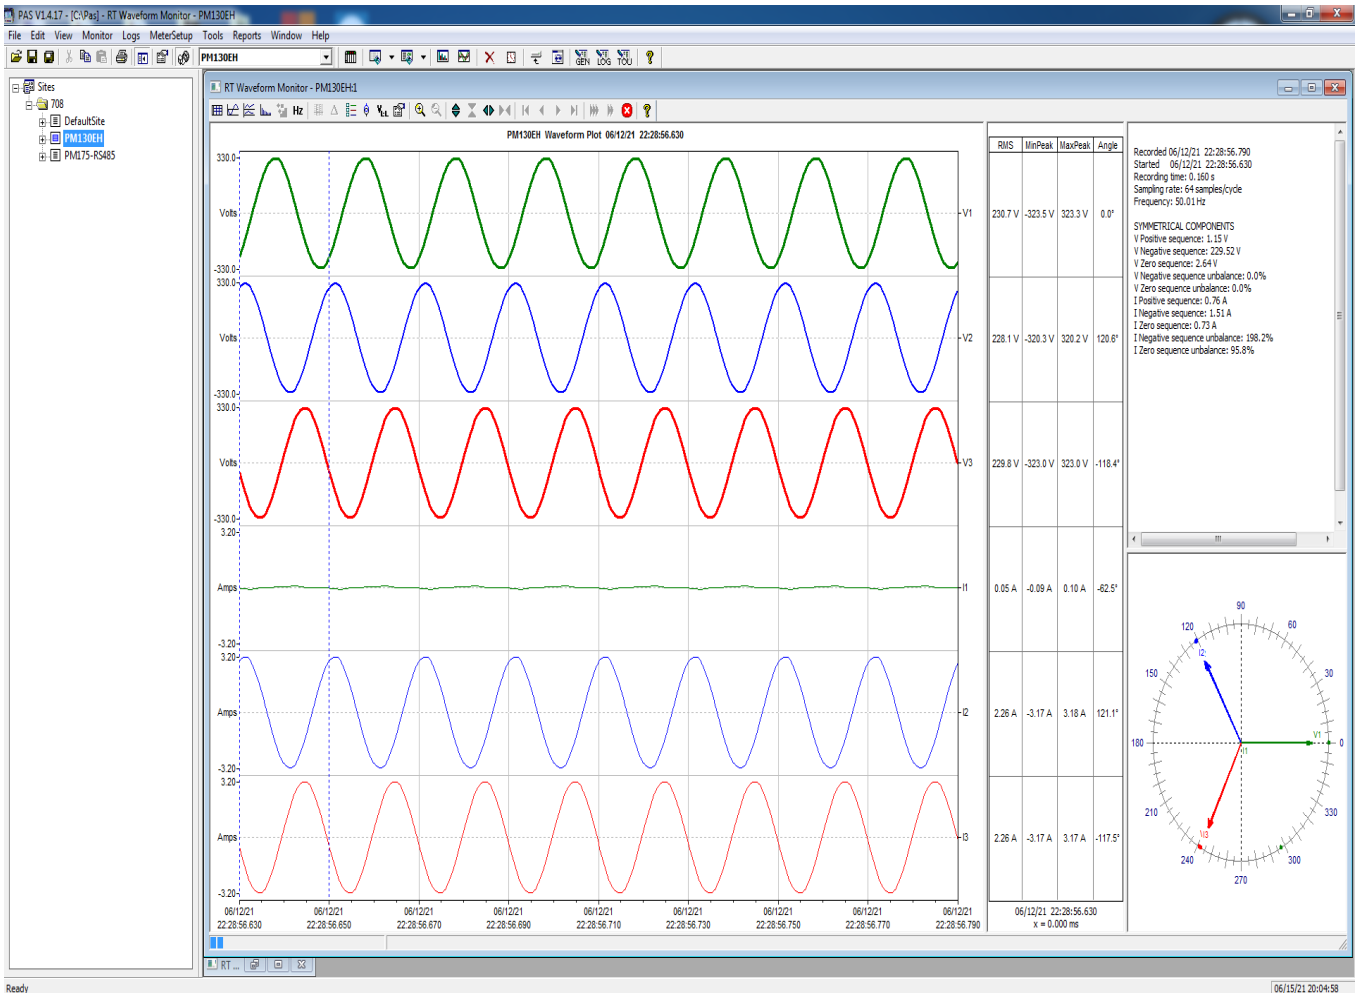 PAS V1.4.17 - [C:\Pas] - RT Waveform Monitor - PM130EH
File Edit View Monitor Logs MeterSetup Tools Reports Window Help
PM130EH
GEN LOG TOU
Sites
708
DefaultSite
PM130EH
PM175-RS485
RT Waveform Monitor - PM130EH:1
Hz
PM130EH Waveform Plot 06/12/21 22:28:56.630
330.0
Volts
-330.0
V1
330.0
Volts
-330.0
V2
330.0
Volts
-330.0
V3
3.20
Amps
-3.20
I1
3.20
Amps
-3.20
I2
3.20
Amps
-3.20
I3
06/12/21 06/12/21 06/12/21 06/12/21 06/12/21 06/12/21 06/12/21 06/12/21 06/12/21
22:28:56.630 22:28:56.650 22:28:56.670 22:28:56.690 22:28:56.710 22:28:56.730 22:28:56.750 22:28:56.770 22:28:56.790
RMS MinPeak MaxPeak Angle
230.7 V -323.5 V 323.3 V 0.0°
228.1 V -320.3 V 320.2 V 120.6°
229.8 V -323.0 V 323.0 V -118.4°
0.05 A -0.09 A 0.10 A -62.5°
2.26 A -3.17 A 3.18 A 121.1°
2.26 A -3.17 A 3.17 A -117.5°
06/12/21 22:28:56.630
x = 0.000 ms
Recorded 06/12/21 22:28:56.790
Started 06/12/21 22:28:56.630
Recording time: 0.160 s
Sampling rate: 64 samples/cycle
Frequency: 50.01 Hz
SYMMETRICAL COMPONENTS
V Positive sequence: 1.15 V
V Negative sequence: 229.52 V
V Zero sequence: 2.64 V
V Negative sequence unbalance: 0.0%
V Zero sequence unbalance: 0.0%
I Positive sequence: 0.76 A
I Negative sequence: 1.51 A
I Zero sequence: 0.73 A
I Negative sequence unbalance: 198.2%
I Zero sequence unbalance: 95.8%
90
120 60
I2
150 30
V1
180 0
I1
210 330
I3
240 300
270
RT ...
Ready
06/15/21 20:04:58